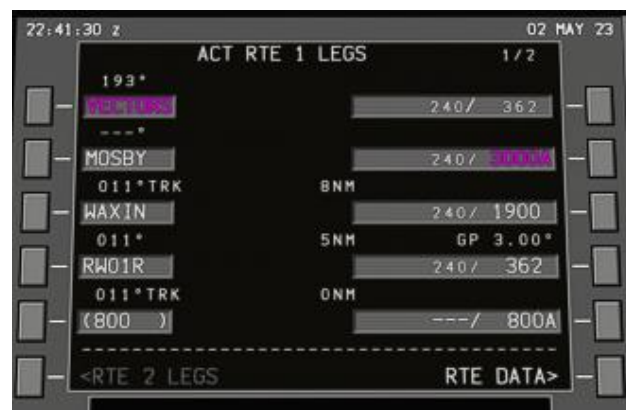 22:41:30 z 02 MAY 23
ACT RTE 1 LEGS 1/2
193°
VECTORS 240/ 362
---°
MOSBY 240/ 3000A
011°TRK 8NM
WAXIN 240/ 1900
011° 5NM GP 3.00°
RW01R 240/ 362
011°TRK 0NM
(800 ) ---/ 800A
--------------------------------
<RTE 2 LEGS RTE DATA>